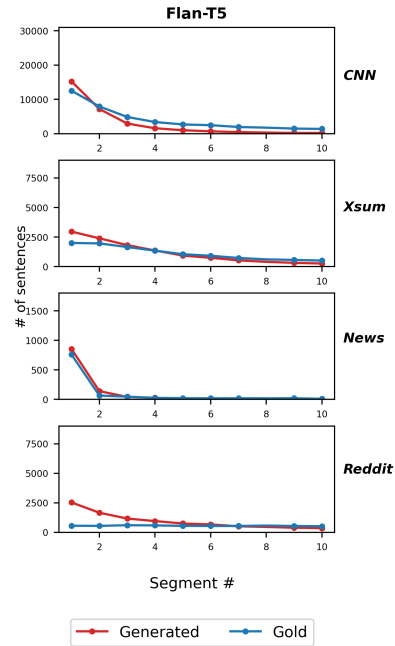 Flan-T5
30000
20000
10000
0
2 4 6 8 10
CNN
7500
5000
2500
0
2 4 6 8 10
Xsum
# of sentences
1500
1000
500
0
2 4 6 8 10
News
7500
5000
2500
0
2 4 6 8 10
Reddit
Segment #
Generated Gold